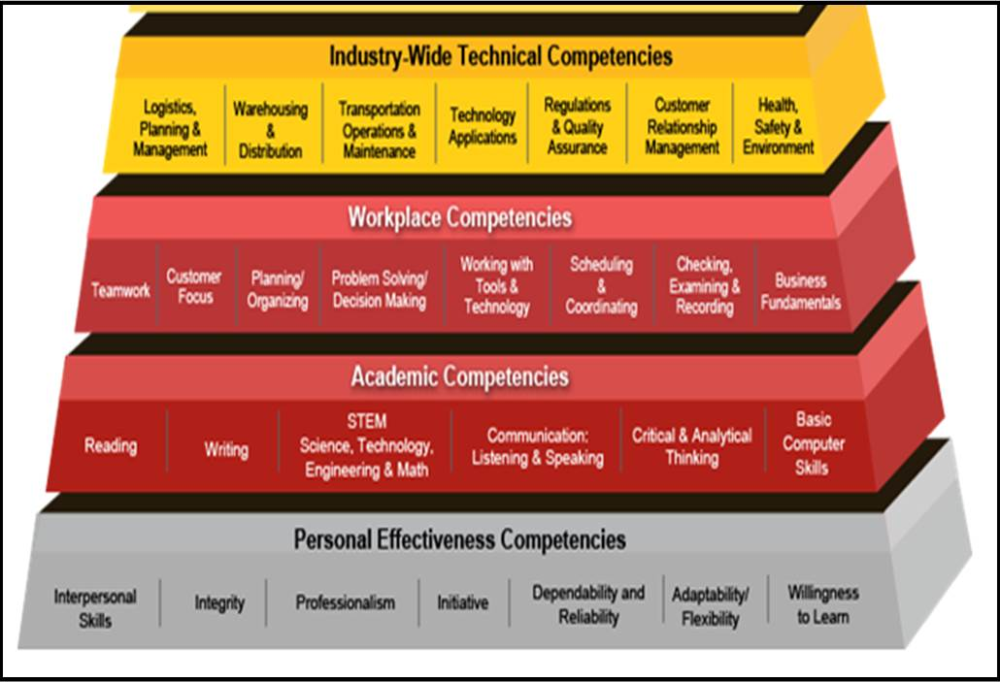 Industry-Wide Technical Competencies
Logistics,
Planning &
Management
Warehousing
&
Distribution
Transportation
Operations &
Maintenance
Technology
Applications
Regulations
& Quality
Assurance
Customer
Relationship
Management
Health,
Safety &
Environment
Workplace Competencies
Teamwork
Customer
Focus
Planning/
Organizing
Problem Solving/
Decision Making
Working with
Tools &
Technology
Scheduling
&
Coordinating
Checking,
Examining &
Recording
Business
Fundamentals
Academic Competencies
Reading
Writing
STEM
Science, Technology,
Engineering & Math
Communication:
Listening & Speaking
Critical & Analytical
Thinking
Basic
Computer
Skills
Personal Effectiveness Competencies
Interpersonal
Skills
Integrity
Professionalism
Initiative
Dependability and
Reliability
Adaptability/
Flexibility
Willingness
to Learn